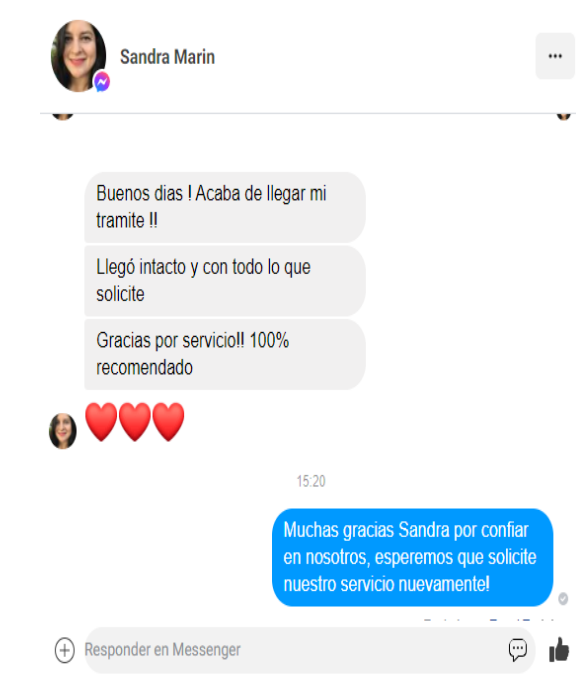 Sandra Marin
Buenos dias ! Acaba de llegar mi
tramite !!
Llegó intacto y con todo lo que
solicite
Gracias por servicio!! 100%
recomendado
15:20
Muchas gracias Sandra por confiar
en nosotros, esperemos que solicite
nuestro servicio nuevamente!
Responder en Messenger